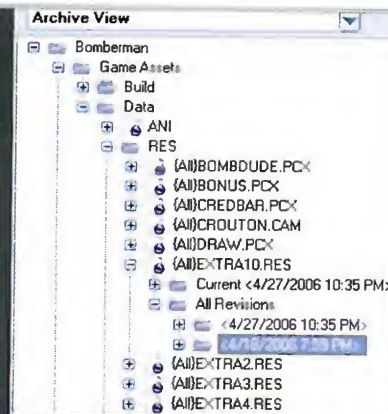 Archive View
Bomberman
Game Assets
Build
Data
ANI
RES
{All}BOMBDUDE.PCX
{All}BONUS.PCX
{All}CREDBAR.PCX
{All}CROUTON.CAM
{All}DRAW.PCX
{All}EXTRA10.RES
Current <4/27/2006 10:35 PM>
All Revisions
<4/27/2006 10:35 PM>
{All}EXTRA2.RES
{All}EXTRA3.RES
{All}EXTRA4.RES